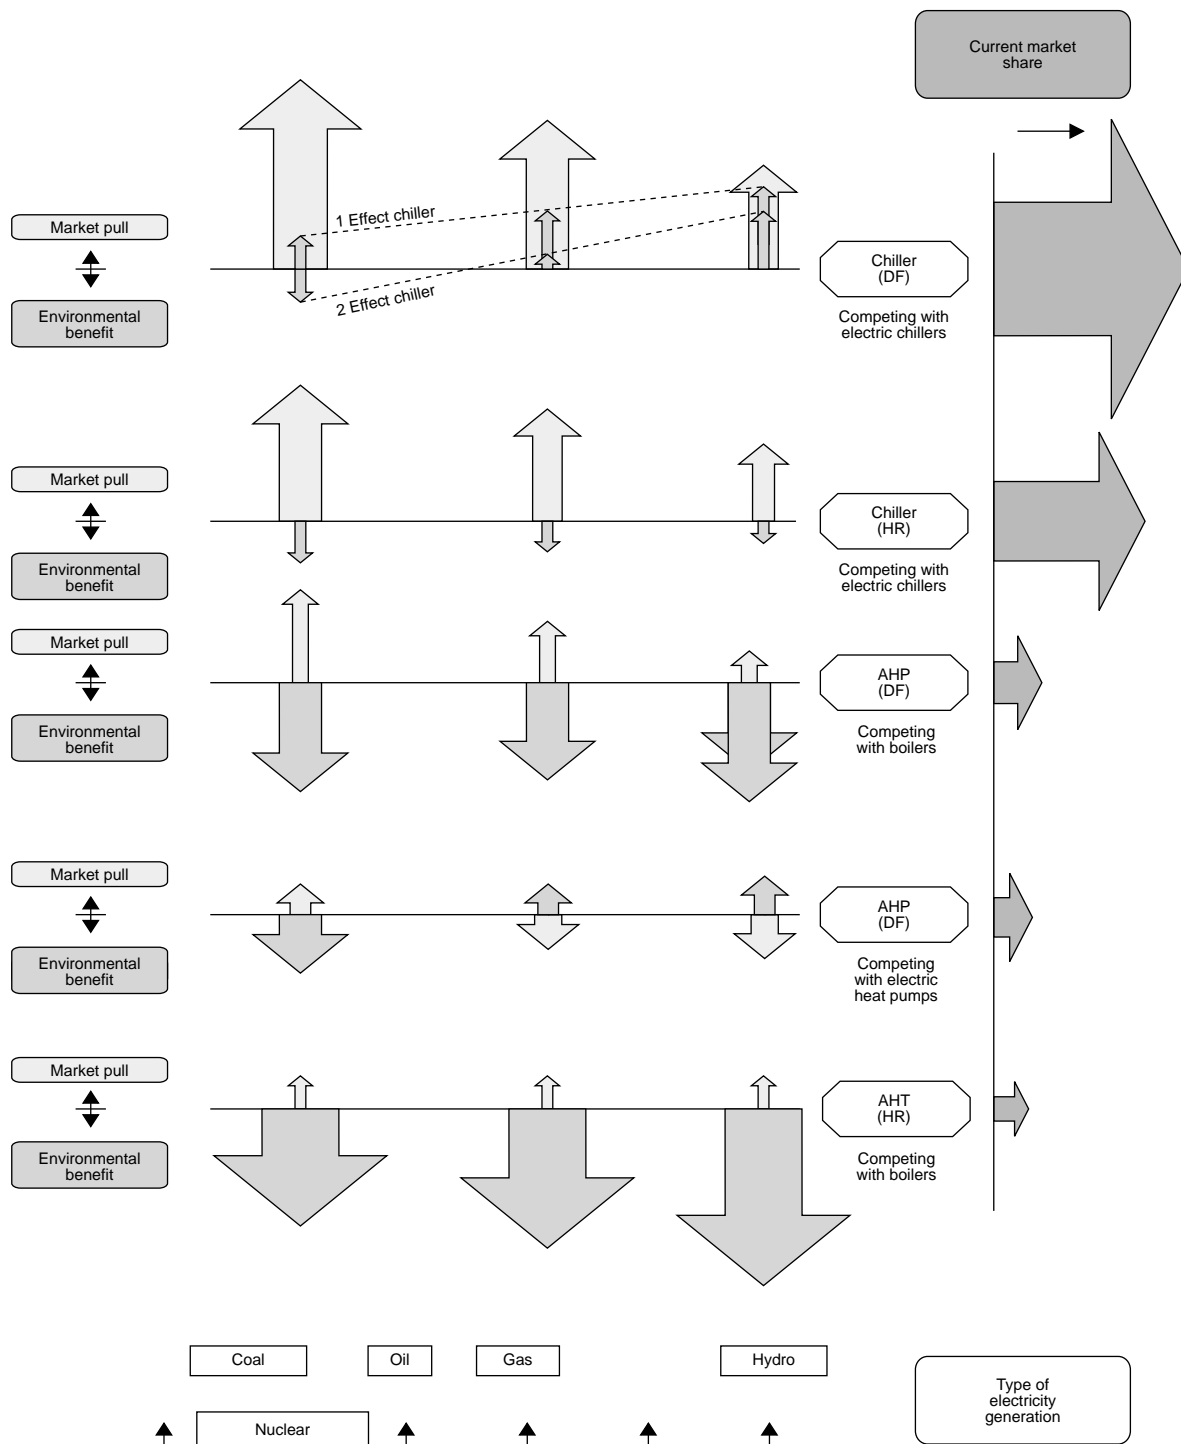 Current market
share
1 Effect chiller
2 Effect chiller
Market pull
Environmental
benefit
Chiller
(DF)
Competing with
electric chillers
Market pull
Environmental
benefit
Chiller
(HR)
Competing with
electric chillers
Market pull
Environmental
benefit
AHP
(DF)
Competing
with boilers
Market pull
Environmental
benefit
AHP
(DF)
Competing
with electric
heat pumps
Market pull
Environmental
benefit
AHT
(HR)
Competing
with boilers
Coal
Oil
Gas
Hydro
Nuclear
Type of
electricity
generation